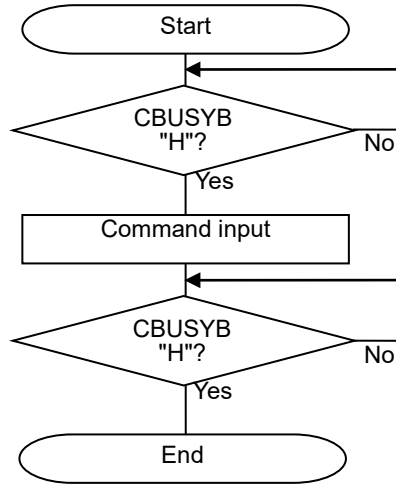 Start
CBUSYB
"H"?
No
Yes
Command input
CBUSYB
"H"?
No
Yes
End